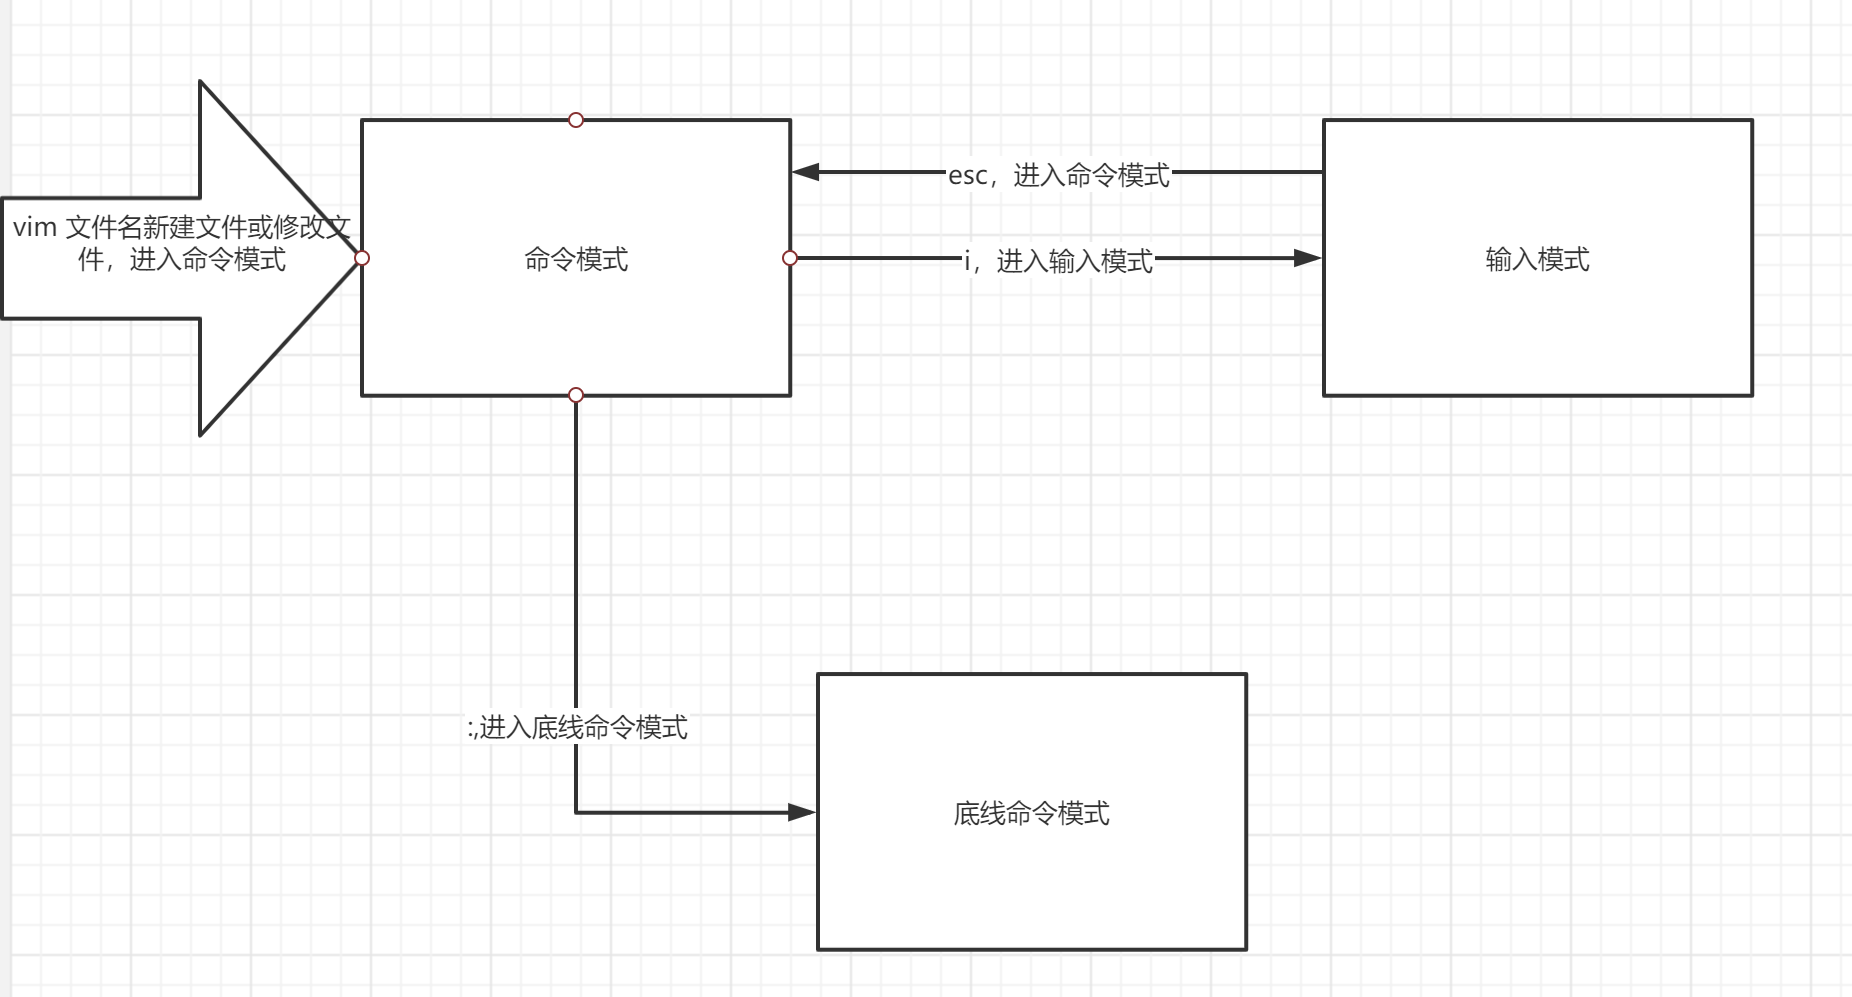 esc，进入命令模式
vim 文件名新建文件或修改文
件，进入命令模式
命令模式
i，进入输入模式
输入模式
:,进入底线命令模式
底线命令模式